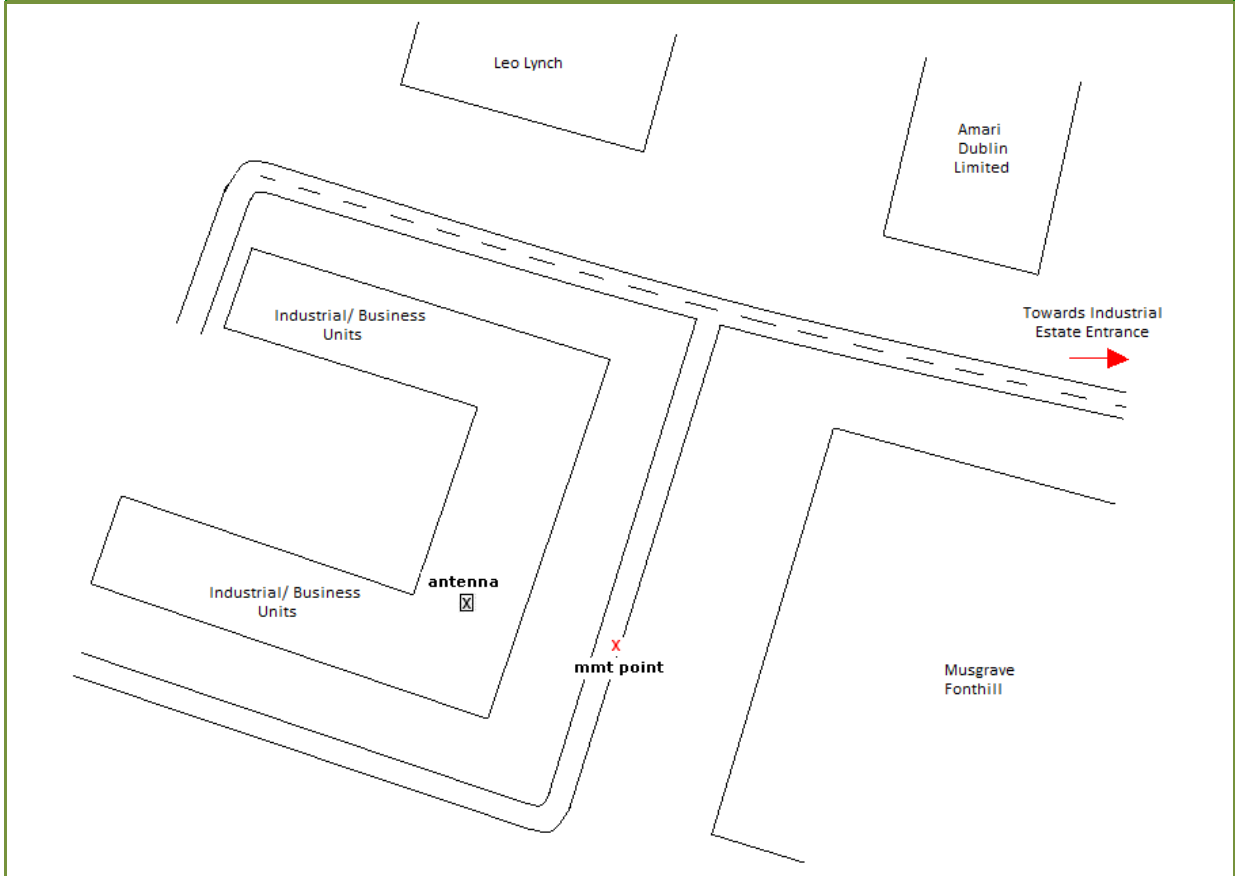 Leo Lynch
Amari
Dublin
Limited
Towards Industrial
Estate Entrance
Industrial/ Business
Units
antenna
X
Industrial/ Business
Units
X
mmt point
Musgrave
Fonthill